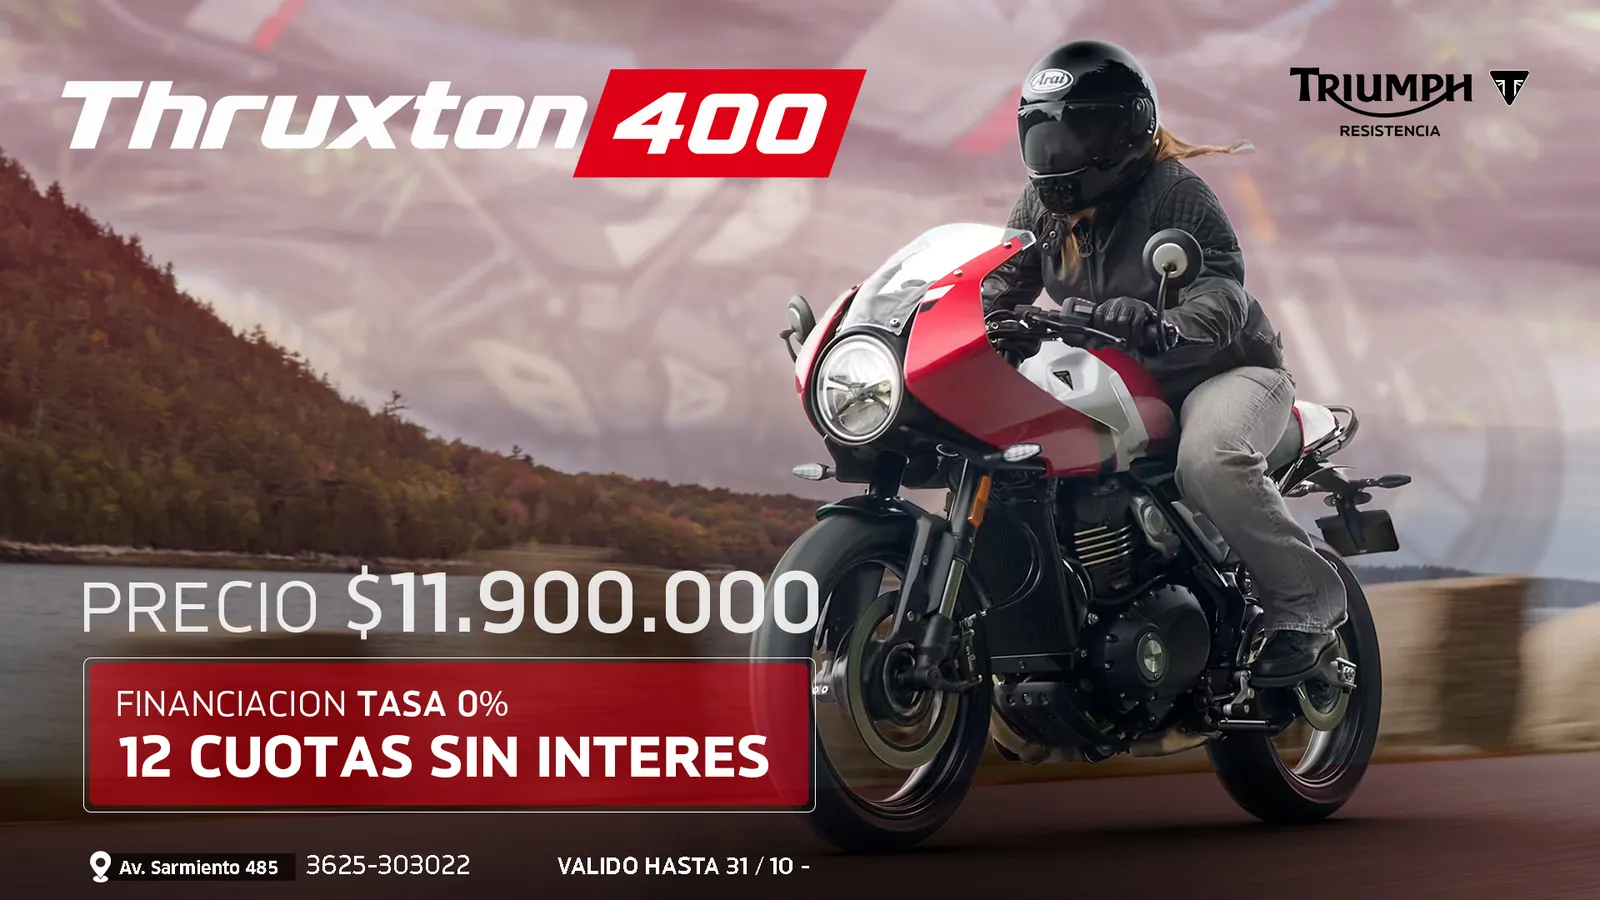 Thruxton 400
TRIUMPH
RESISTENCIA
Arai
PRECIO $11.900.000
FINANCIACION TASA 0%
12 CUOTAS SIN INTERES
Av. Sarmiento 485 3625-303022 VALIDO HASTA 31 / 10 -